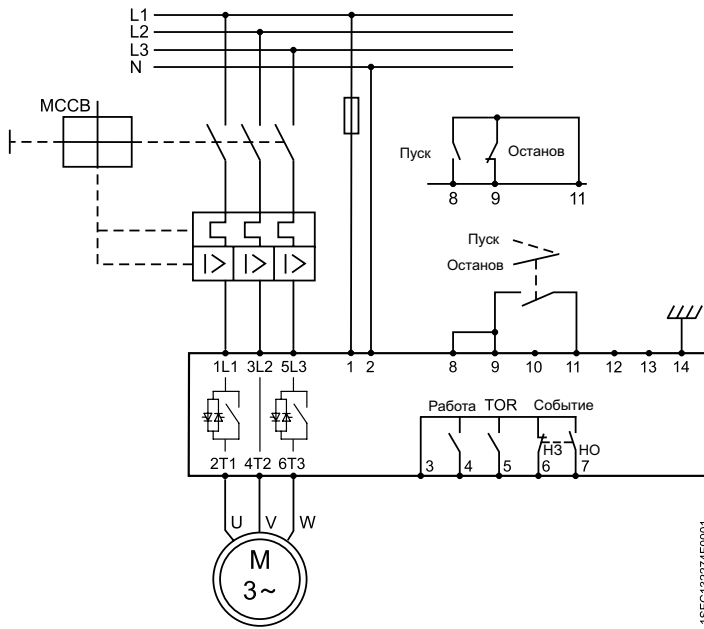 L1
L2
L3
N
MCCB
Пуск
Останов
8 9 11
Пуск
Останов
1L1 3L2 5L3 1 2 8 9 10 11 12 13 14
Работа TOR Событие
НЗ НО
2T1 4T2 6T3 3 4 5 6 7
U V W
M
3~